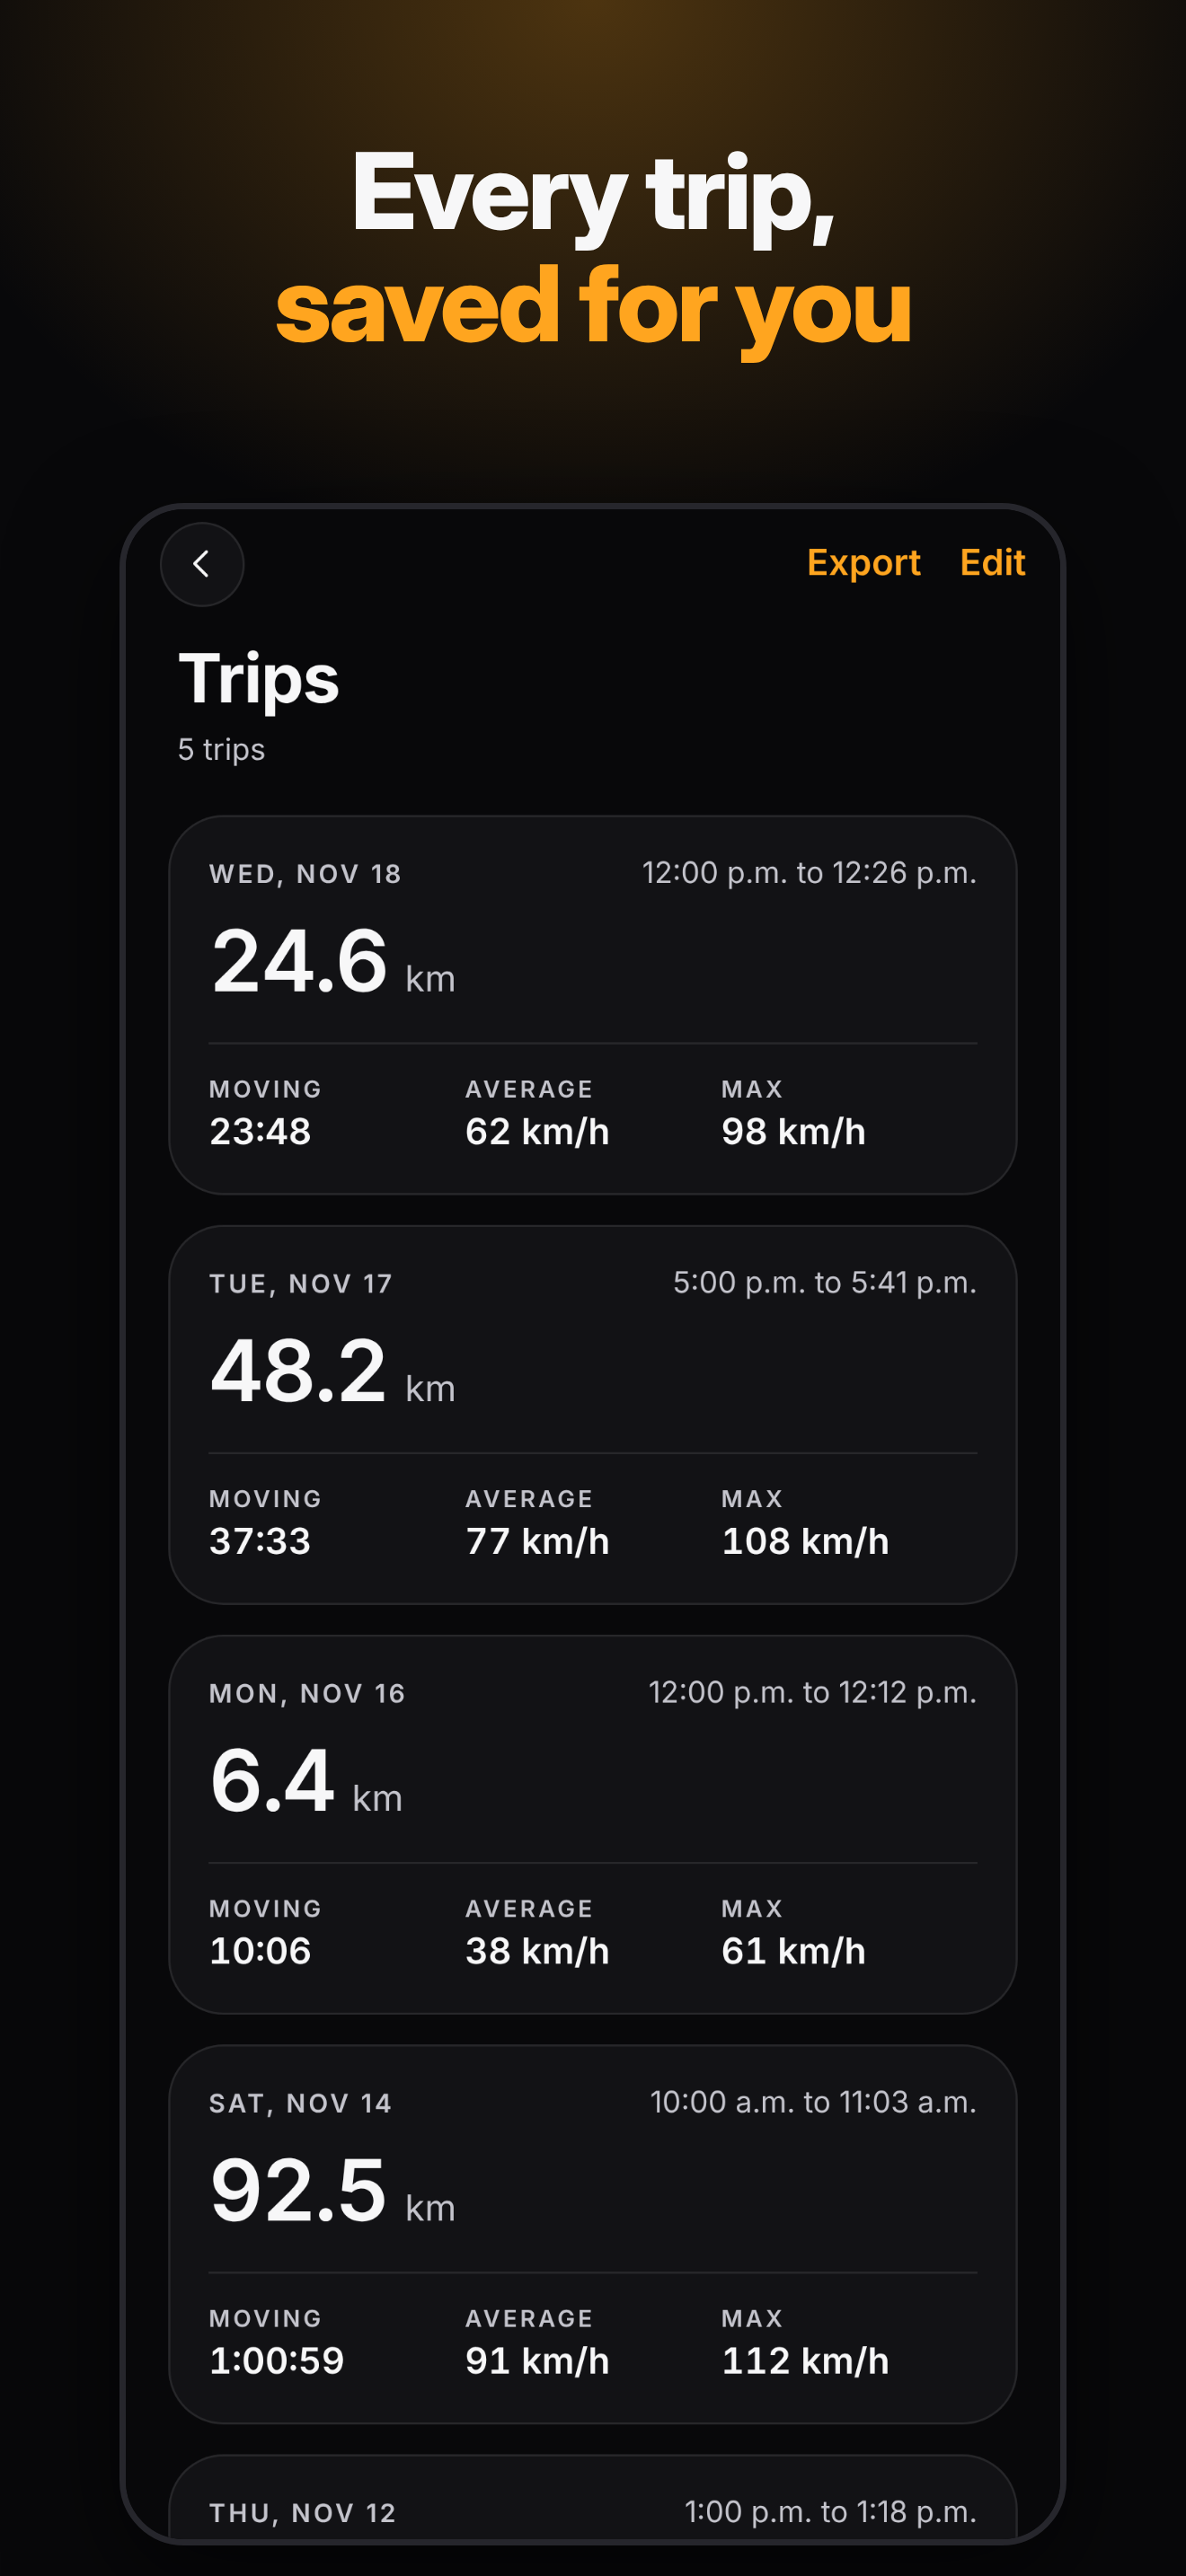 Every trip,
saved for you
Export Edit
Trips
5 trips
WED, NOV 18 12:00 p.m. to 12:26 p.m.
24.6 km
MOVING AVERAGE MAX
23:48 62 km/h 98 km/h
TUE, NOV 17 5:00 p.m. to 5:41 p.m.
48.2 km
MOVING AVERAGE MAX
37:33 77 km/h 108 km/h
MON, NOV 16 12:00 p.m. to 12:12 p.m.
6.4 km
MOVING AVERAGE MAX
10:06 38 km/h 61 km/h
SAT, NOV 14 10:00 a.m. to 11:03 a.m.
92.5 km
MOVING AVERAGE MAX
1:00:59 91 km/h 112 km/h
THU, NOV 12 1:00 p.m. to 1:18 p.m.